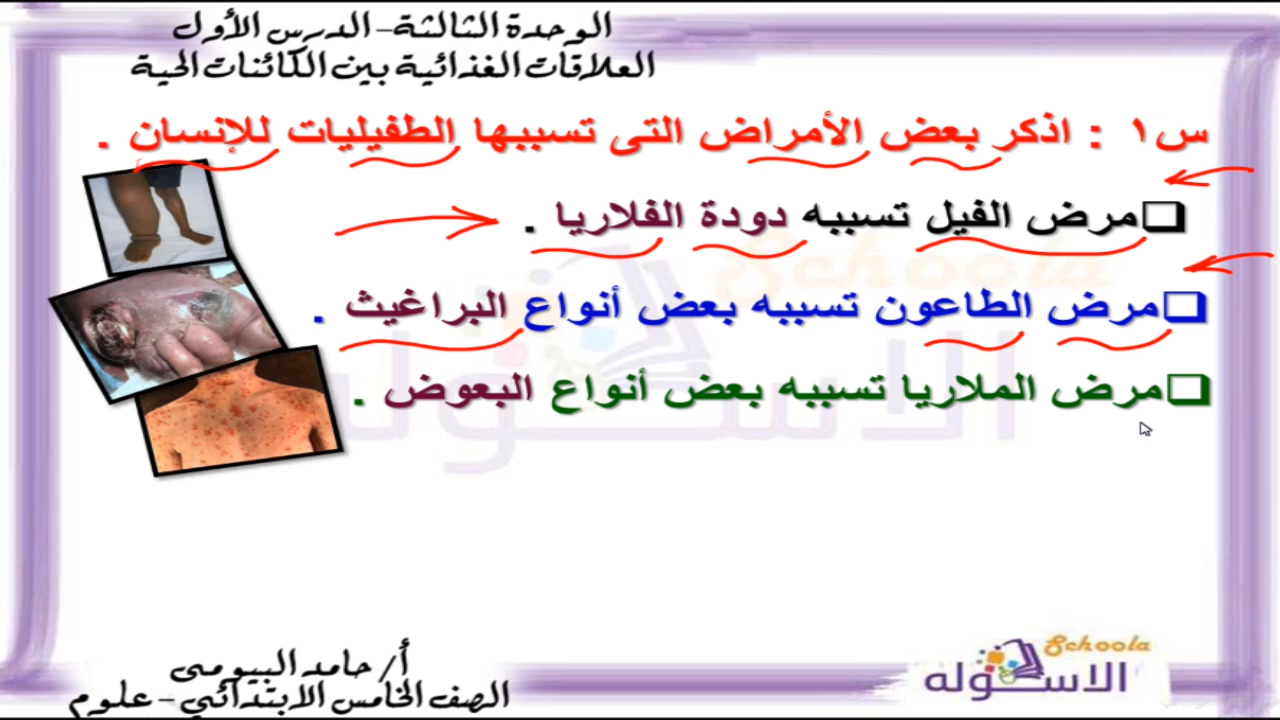 الوحدة الثالثة - الدرس الأول
العلاقات الغذائية بين الكائنات الحية
س١ : اذكر بعض الأمراض التى تسببها الطفيليات للإنسان .
مرض الفيل تسببه دودة الفلاريا .
مرض الطاعون تسببه بعض أنواع البراغيث .
مرض الملاريا تسببه بعض أنواع البعوض .
أ/ حامد البيومى
الصف الخامس الابتدائي - علوم
Schoola
الاسكوله